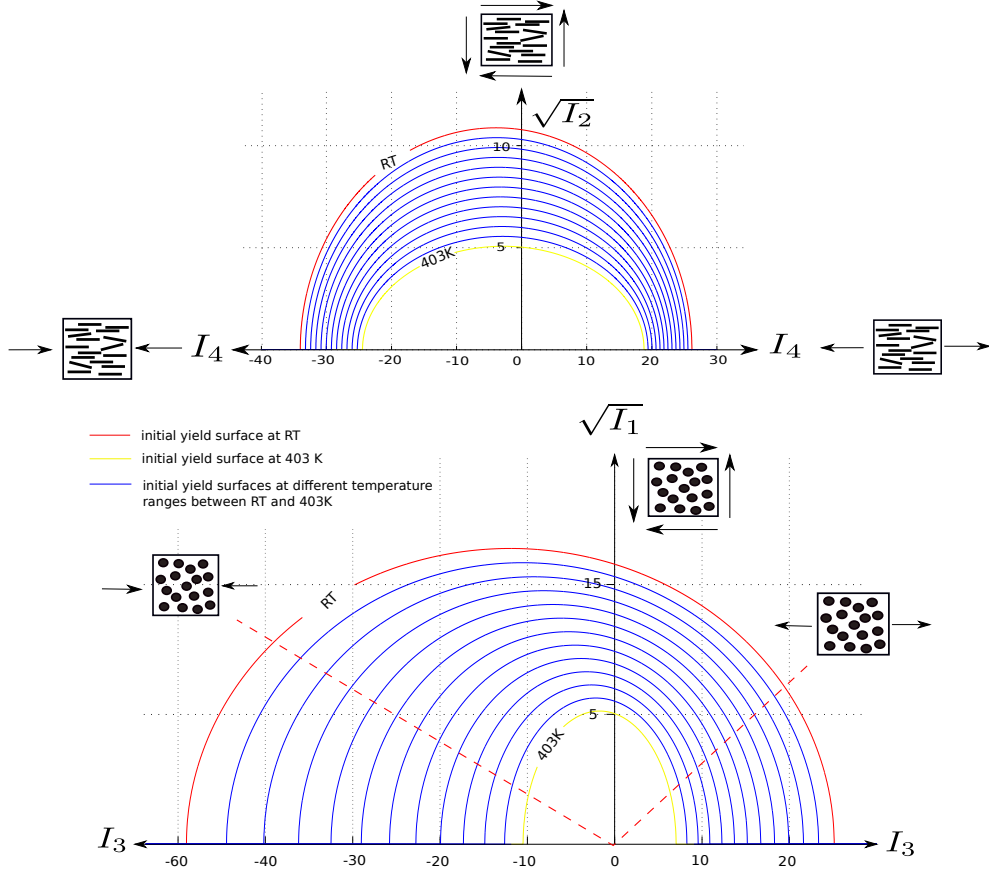 √I₂
10
RT
5
403K
I₄
I₄
-40
-30
-20
-10
0
10
20
30
√I₁
initial yield surface at RT
initial yield surface at 403 K
initial yield surfaces at different temperature
ranges between RT and 403K
15
RT
5
403K
I₃
I₃
-60
-50
-40
-30
-20
-10
0
10
20